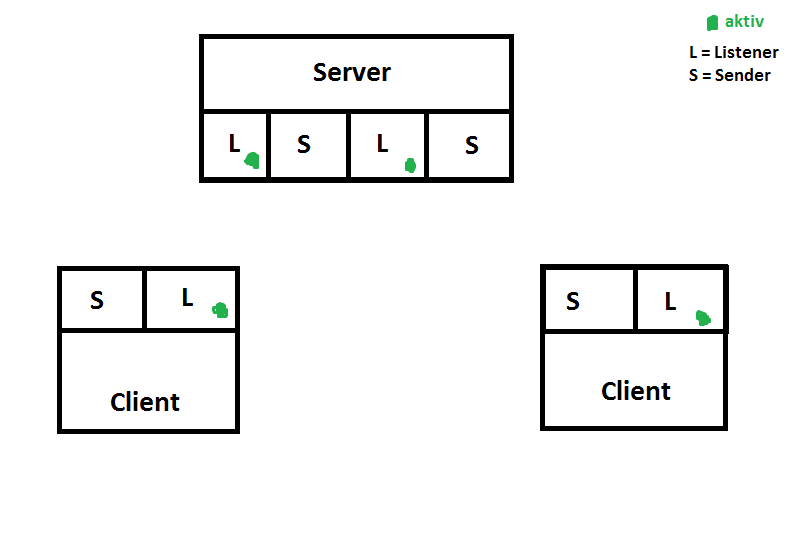 aktiv
L = Listener
S = Sender
Server
L S L S
S L
Client
S L
Client